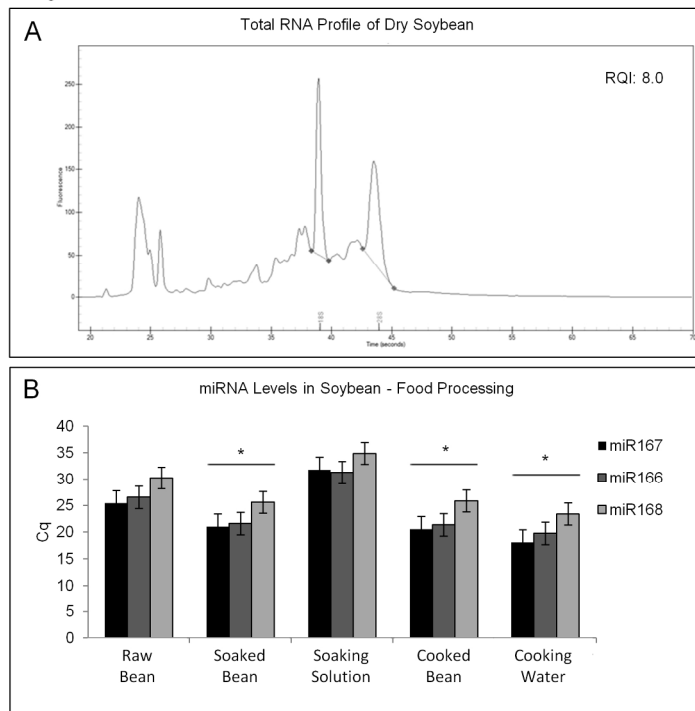 A
Total RNA Profile of Dry Soybean
RQI: 8.0
Fluorescence
250
200
150
100
50
0
18S
20 25 30 35 40 45 50 55 60 65 70
Time (seconds)
B
miRNA Levels in Soybean - Food Processing
Cq
40
35
30
25
20
15
10
5
0
* * *
miR167
miR166
miR168
Raw Bean
Soaked Bean
Soaking Solution
Cooked Bean
Cooking Water